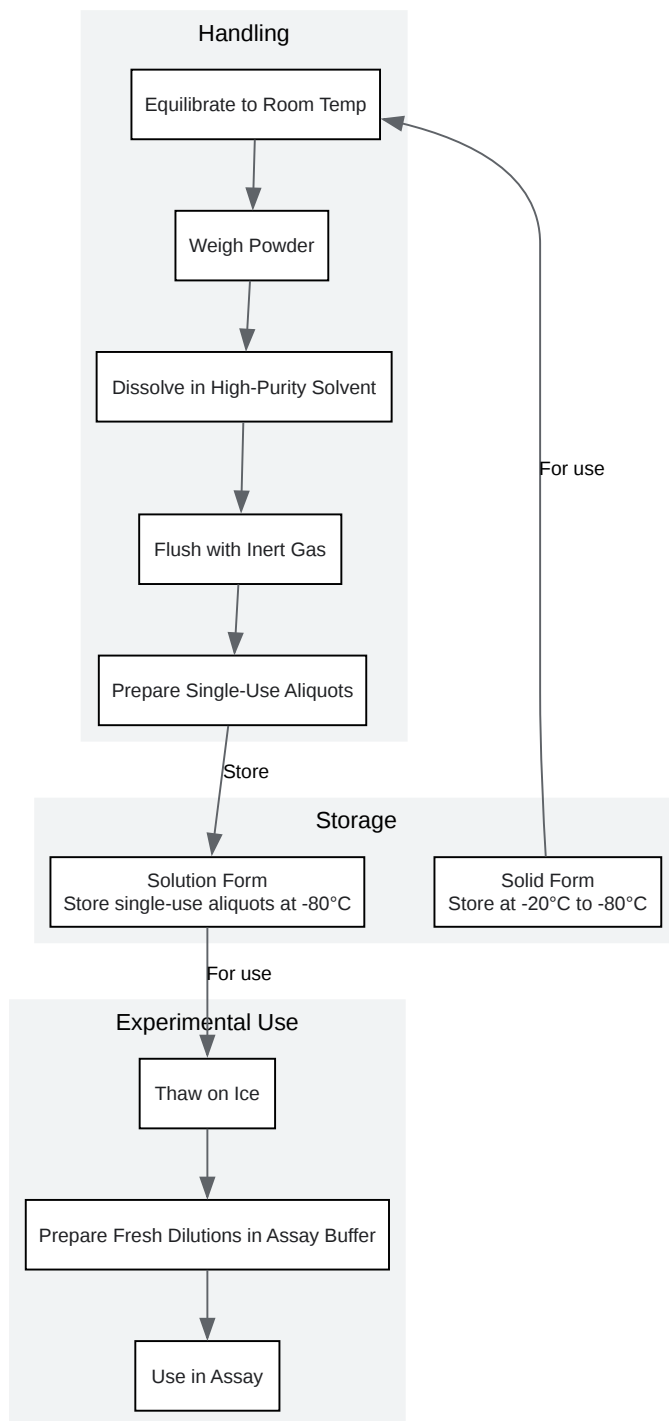 Handling
Equilibrate to Room Temp
Weigh Powder
Dissolve in High-Purity Solvent
For use
Flush with Inert Gas
Prepare Single-Use Aliquots
Store
Storage
Solution Form
Store single-use aliquots at -80°C
Solid Form
Store at -20°C to -80°C
For use
Experimental Use
Thaw on Ice
Prepare Fresh Dilutions in Assay Buffer
Use in Assay